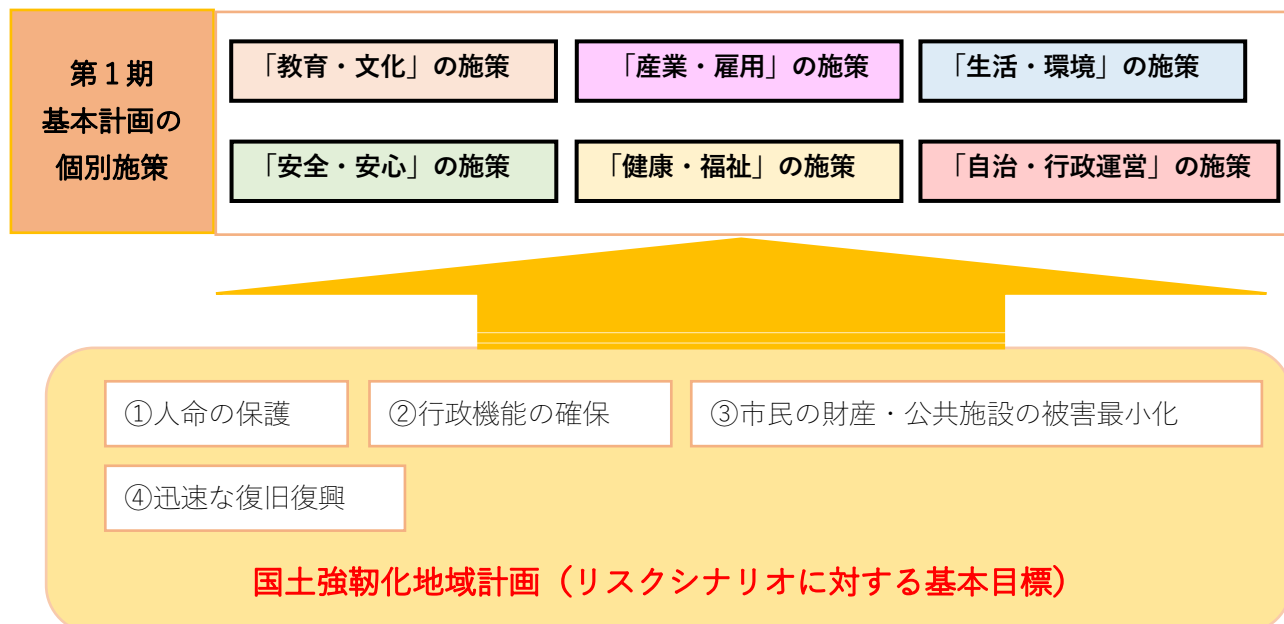 第１期
基本計画の
個別施策
「教育・文化」の施策
「産業・雇用」の施策
「生活・環境」の施策
「安全・安心」の施策
「健康・福祉」の施策
「自治・行政運営」の施策
①人命の保護
②行政機能の確保
③市民の財産・公共施設の被害最小化
④迅速な復旧復興
国土強靭化地域計画（リスクシナリオに対する基本目標）